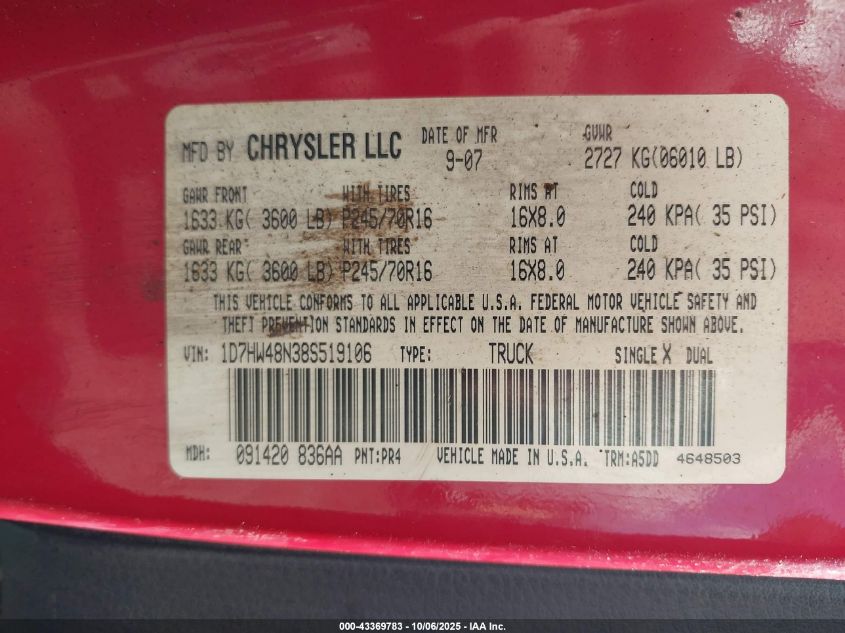 MFD BY CHRYSLER LLC DATE OF MFR GVWR
9-07 2727 KG(06010 LB)
GAWR FRONT WITH TIRES RIMS AT COLD
1633 KG( 3600 LB) P245/70R16 16X8.0 240 KPA( 35 PSI)
GAWR REAR WITH TIRES RIMS AT COLD
1633 KG( 3600 LB) P245/70R16 16X8.0 240 KPA( 35 PSI)
THIS VEHICLE CONFORMS TO ALL APPLICABLE U.S.A. FEDERAL MOTOR VEHICLE SAFETY AND
THEFT PREVENTION STANDARDS IN EFFECT ON THE DATE OF MANUFACTURE SHOWN ABOVE.
VIN: 1D7HW48N38S519106 TYPE: TRUCK SINGLE X DUAL
MDH: 091420 836AA PNT:PR4 VEHICLE MADE IN U.S.A. TRM:A5DD 4648503
000-43369783 - 10/06/2025 - IAA Inc.